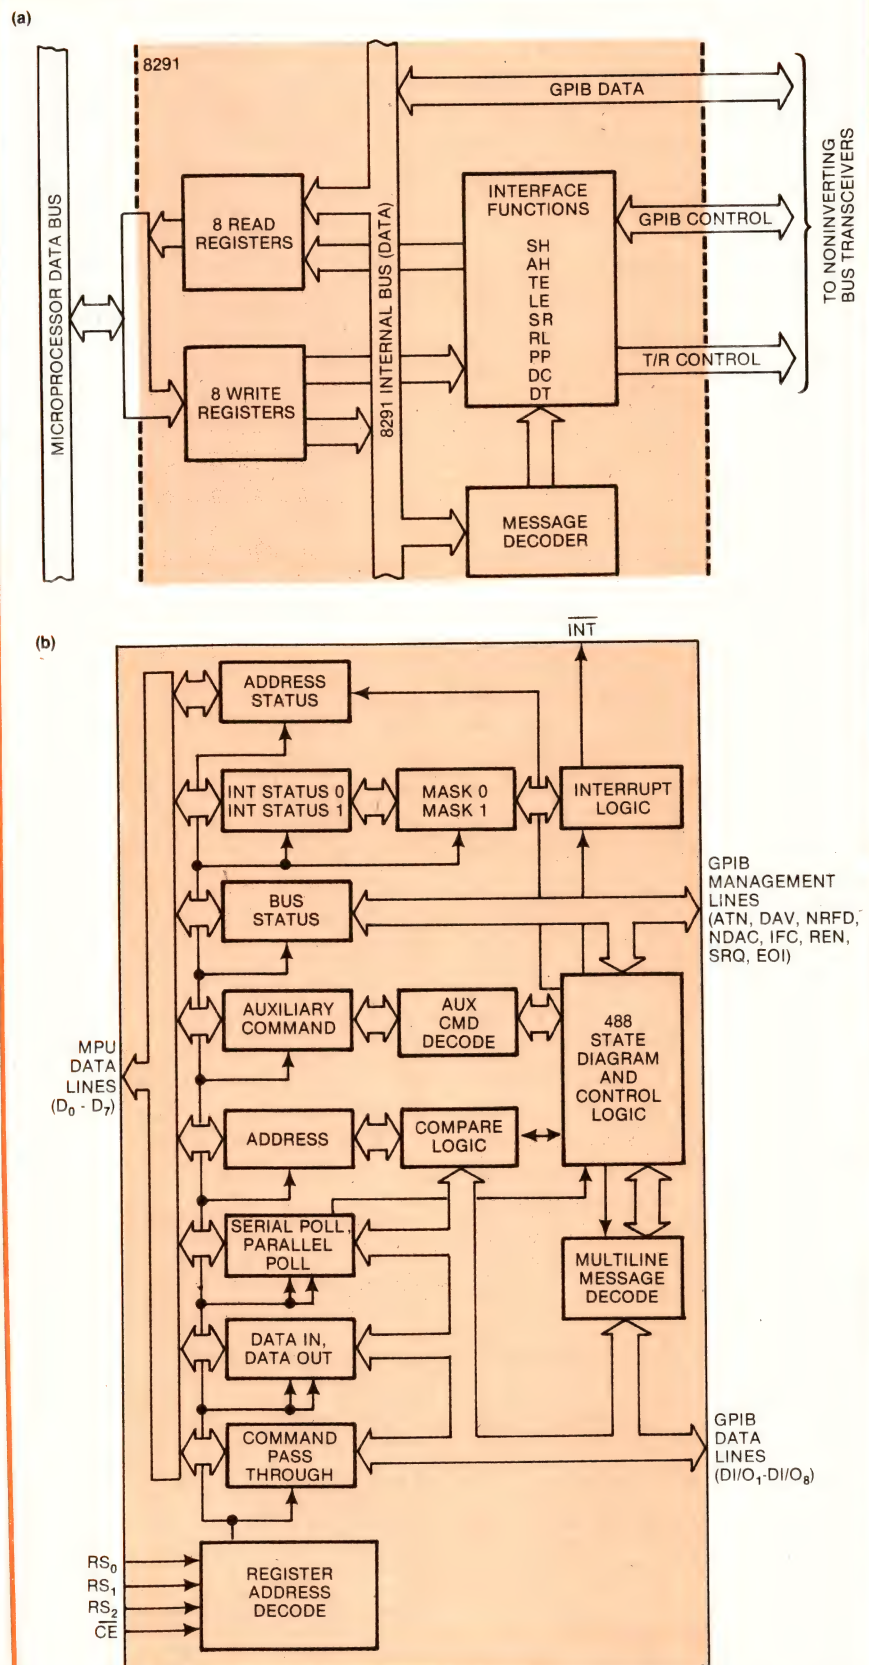 (a)
8291
GPIB DATA
MICROPROCESSOR DATA BUS
8 READ
REGISTERS
8 WRITE
REGISTERS
8291 INTERNAL BUS (DATA)
INTERFACE
FUNCTIONS
SH
AH
TE
LE
SR
RL
PP
DC
DT
GPIB CONTROL
T/R CONTROL
TO NONINVERTING
BUS TRANSCEIVERS
MESSAGE
DECODER
(b)
INT
ADDRESS
STATUS
INT STATUS 0
INT STATUS 1
MASK 0
MASK 1
INTERRUPT
LOGIC
BUS
STATUS
GPIB
MANAGEMENT
LINES
(ATN, DAV, NRFD,
NDAC, IFC, REN,
SRQ, EOI)
AUXILIARY
COMMAND
AUX
CMD
DECODE
488
STATE
DIAGRAM
AND
CONTROL
LOGIC
MPU
DATA
LINES
(D0 - D7)
ADDRESS
COMPARE
LOGIC
SERIAL POLL,
PARALLEL
POLL
MULTILINE
MESSAGE
DECODE
DATA IN,
DATA OUT
COMMAND
PASS
THROUGH
GPIB
DATA
LINES
(DI/O1-DI/O8)
RS0
RS1
RS2
CE
REGISTER
ADDRESS
DECODE